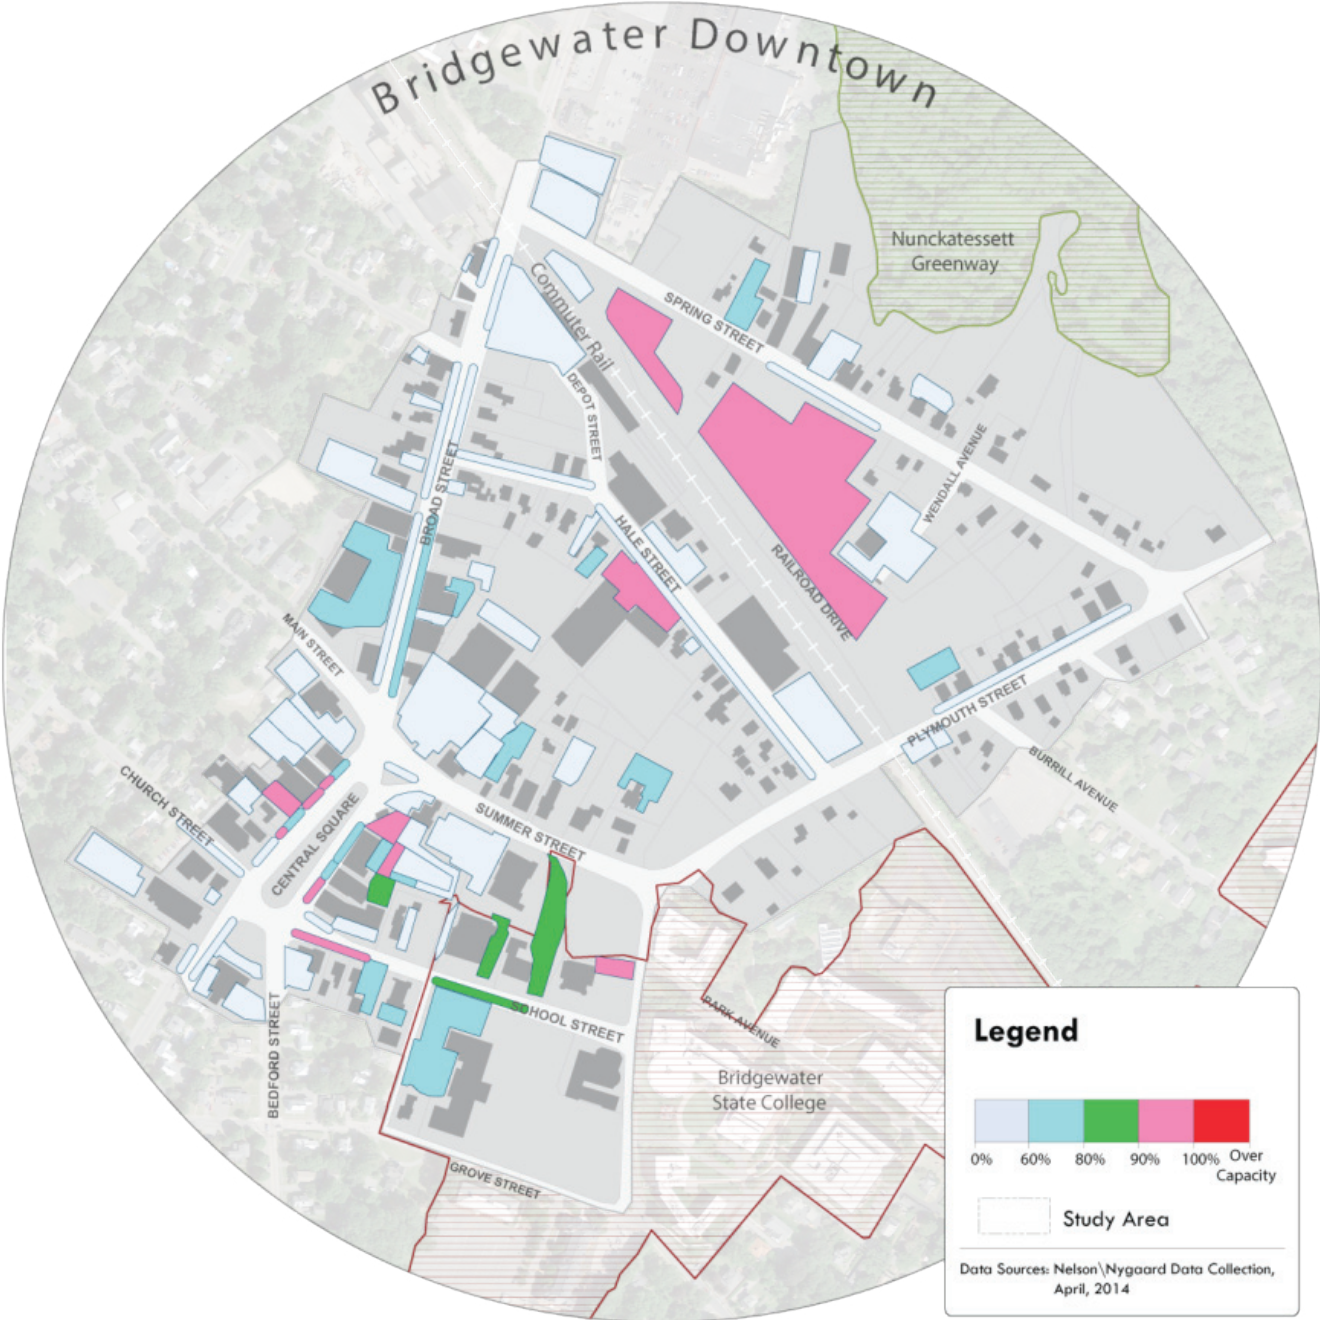 Bridgewater Downtown
Nunckatessett
Greenway
Commuter Rail
SPRING STREET
DEPOT STREET
BROAD STREET
WENDALL AVENUE
HALE STREET
RAILROAD DRIVE
MAIN STREET
PLYMOUTH STREET
BURRILL AVENUE
CHURCH STREET
CENTRAL SQUARE
SUMMER STREET
SCHOOL STREET
PARK AVENUE
BEDFORD STREET
Bridgewater
State College
GROVE STREET
Legend
0% 60% 80% 90% 100% Over
Capacity
Study Area
Data Sources: Nelson\Nygaard Data Collection,
April, 2014